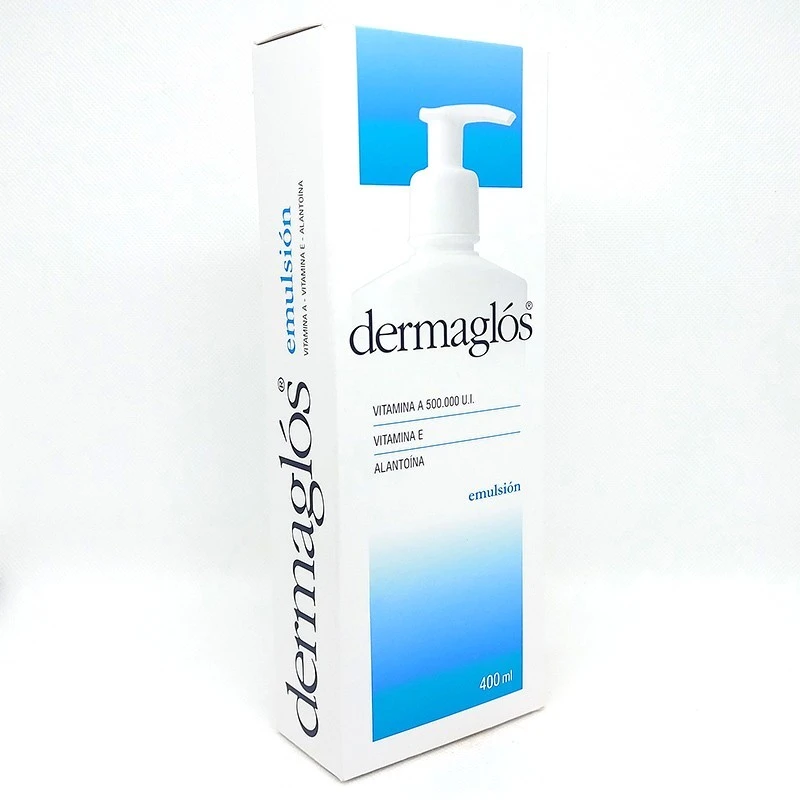 dermaglós® emulsión
VITAMINA A - VITAMINA E - ALANTOÍNA
dermaglós®
VITAMINA A 500.000 U.I.
VITAMINA E
ALANTOÍNA
emulsión
400 ml